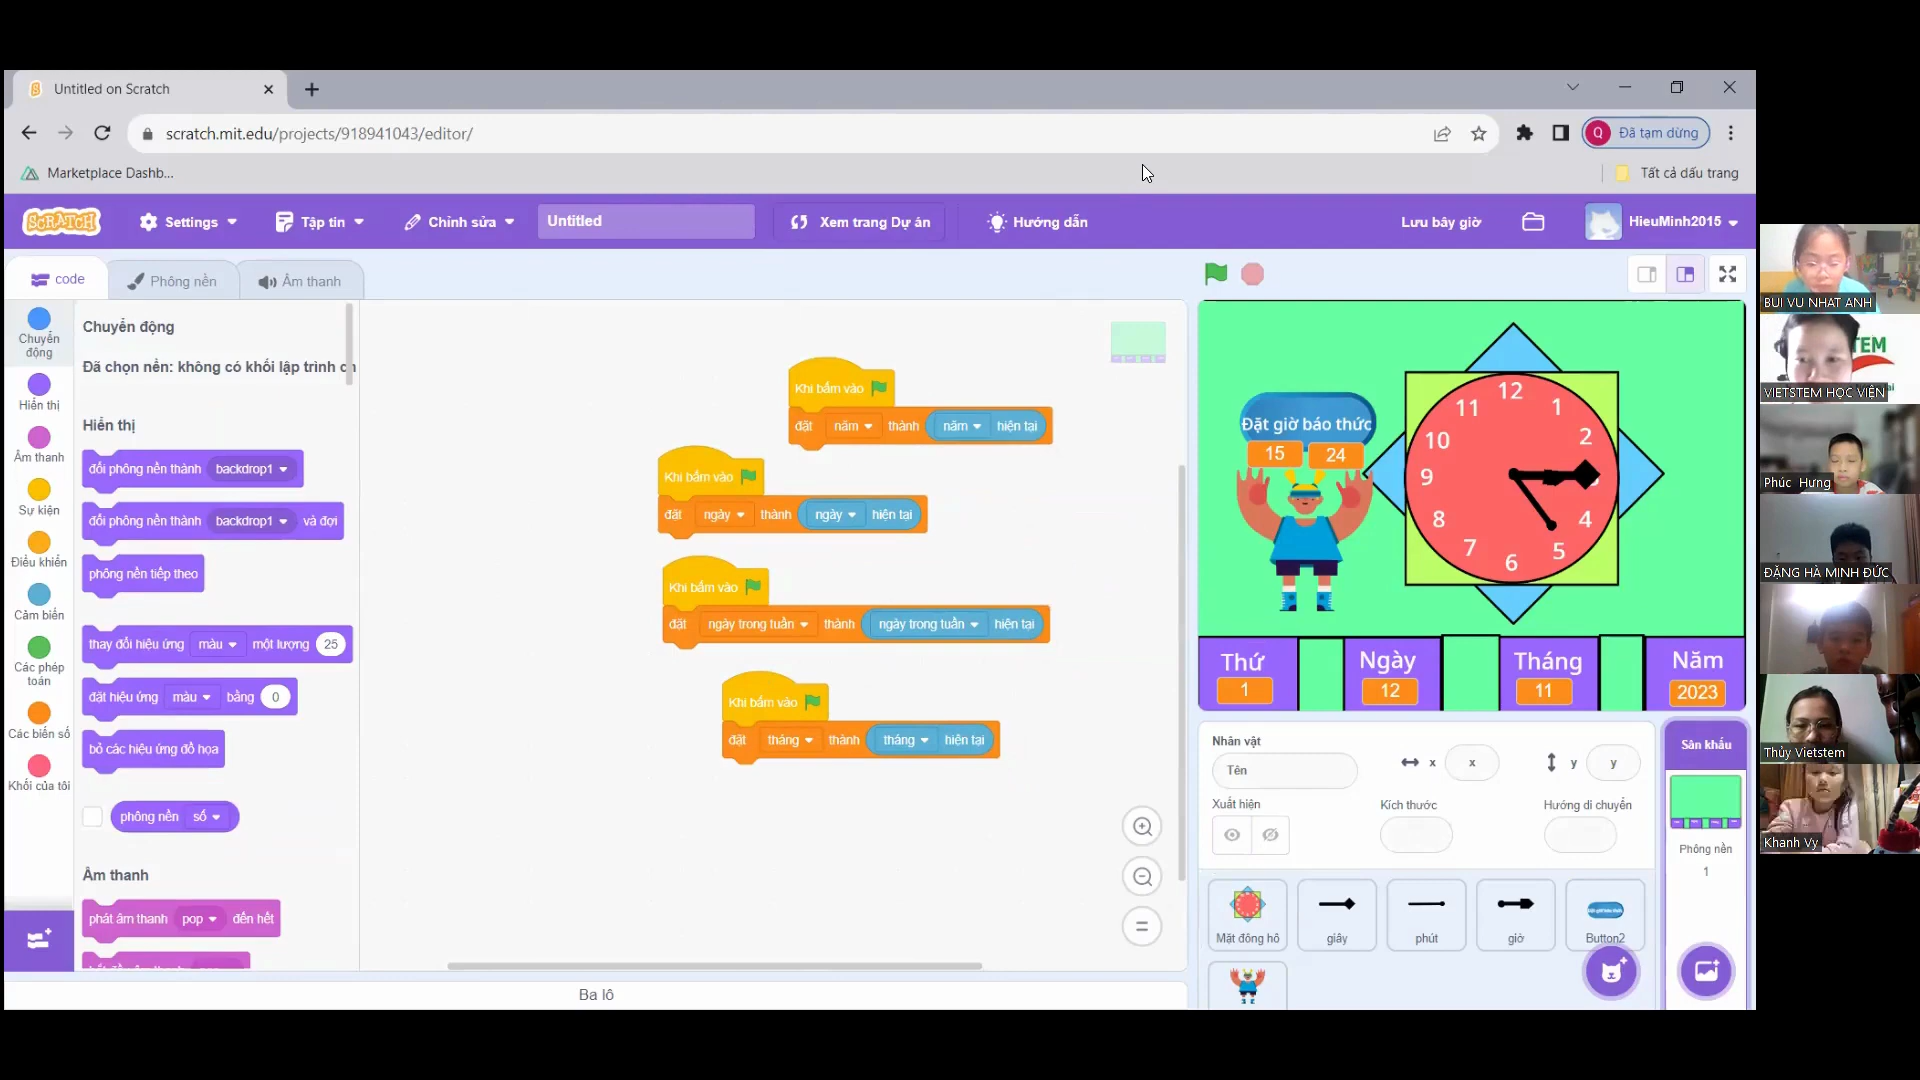 Untitled on Scratch
scratch.mit.edu/projects/918941043/editor/
Q Đã tạm dừng
Marketplace Dashb...
Tất cả dấu trang
SCRATCH
Settings
Tập tin
Chỉnh sửa
Untitled
Xem trang Dự án
Hướng dẫn
Lưu bây giờ
HieuMinh2015
code
Phông nền
Âm thanh
Chuyển động
Hiển thị
Âm thanh
Sự kiện
Điều khiển
Cảm biến
Các phép toán
Các biến số
Khối của tôi
Chuyển động
Đã chọn nền: không có khối lập trình ch
Hiển thị
đổi phông nền thành backdrop1
đổi phông nền thành backdrop1 và đợi
phông nền tiếp theo
thay đổi hiệu ứng màu một lượng 25
đặt hiệu ứng màu bằng 0
bỏ các hiệu ứng đồ họa
phông nền số
Âm thanh
phát âm thanh pop đến hết
Khi bấm vào
đặt năm thành năm hiện tại
Khi bấm vào
đặt ngày thành ngày hiện tại
Khi bấm vào
đặt ngày trong tuần thành ngày trong tuần hiện tại
Khi bấm vào
đặt tháng thành tháng hiện tại
Ba lô
Đặt giờ báo thức
15 24
12
1
2
4
5
6
7
8
9
10
11
Thứ
1
Ngày
12
Tháng
11
Năm
2023
Nhân vật
Tên
x x
y y
Xuất hiện
Kích thước
Hướng di chuyển
Mặt đồng hồ
giây
phút
giờ
Button2
Sân khấu
Phông nền
1
BUI VU NHAT ANH
TEM
VIETSTEM HỌC VIỆN
Phúc Hưng
ĐẶNG HÀ MINH ĐỨC
Thủy Vietstem
Khanh Vy